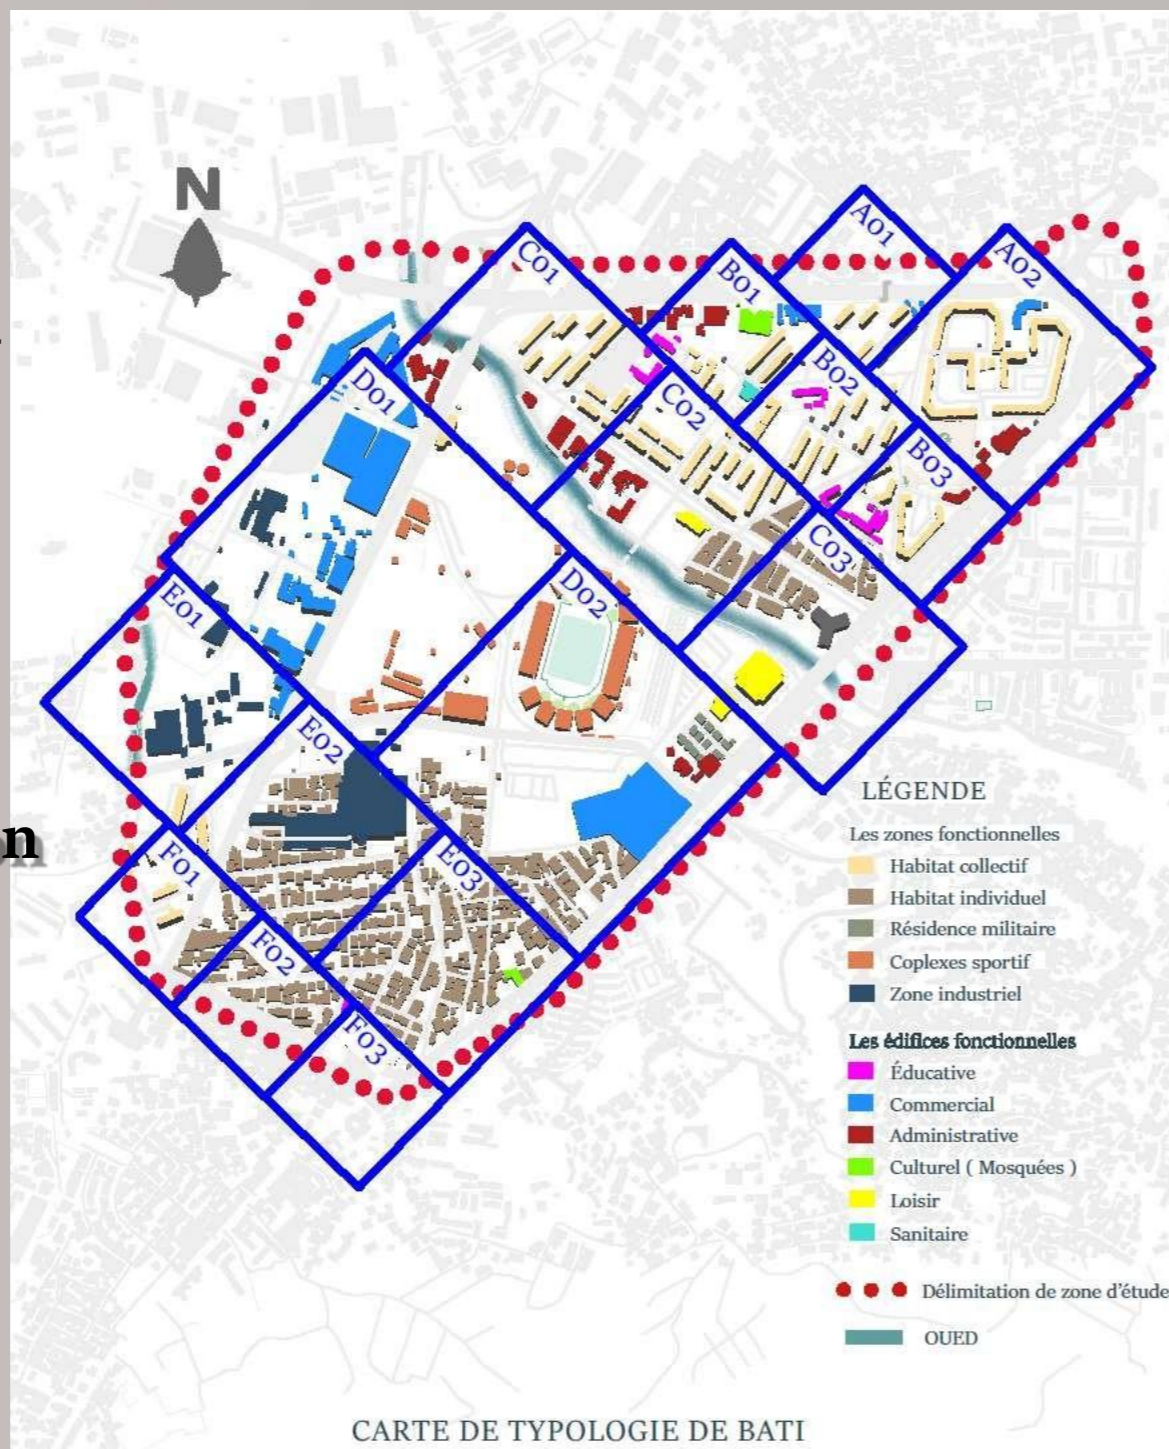 N
A01
A02
C01
B01
B02
D01
C02
B03
C03
D02
E01
E02
n
F01
E03
F02
F03
LÉGENDE
Les zones fonctionnelles
Habitat collectif
Habitat individuel
Résidence militaire
Coplexes sportif
Zone industriel
Les édifices fonctionnelles
Éducative
Commercial
Administrative
Culturel ( Mosquées )
Loisir
Sanitaire
Délimitation de zone d'étude
OUED
CARTE DE TYPOLOGIE DE BATI